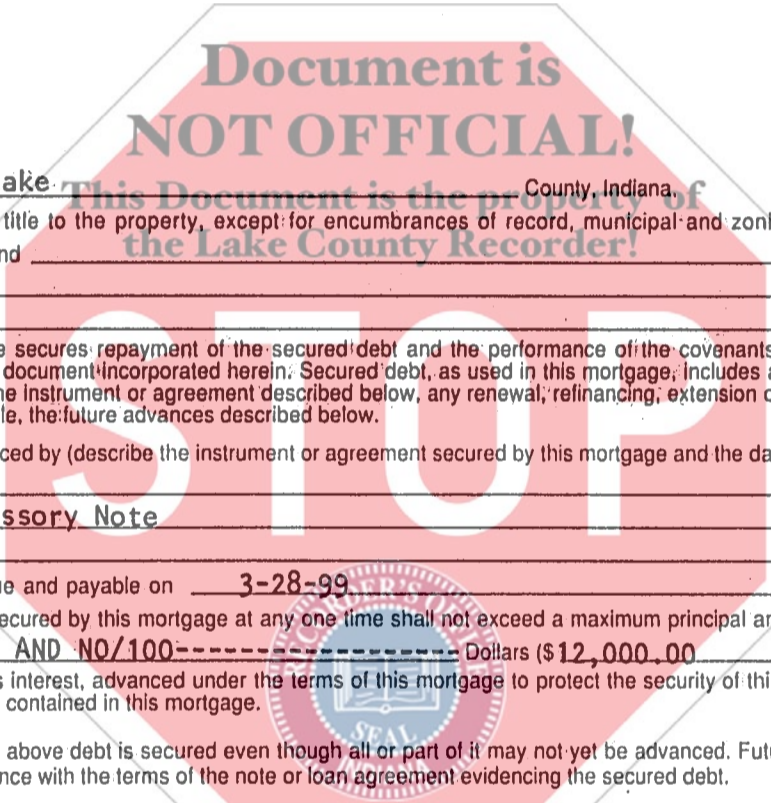 Document is
NOT OFFICIAL!
ake County, Indiana,
This Document is the property of
title to the property, except for encumbrances of record, municipal and zoni
the Lake County Recorder!
nd
STOP
e secures repayment of the secured debt and the performance of the covenants
document incorporated herein. Secured debt, as used in this mortgage, includes a
ne instrument or agreement described below, any renewal, refinancing, extension o
le, the future advances described below.
ced by (describe the instrument or agreement secured by this mortgage and the da
ssory Note
e and payable on 3-28-99
ecured by this mortgage at any one time shall not exceed a maximum principal am
AND NO/100------------------- Dollars ($12,000.00
s interest, advanced under the terms of this mortgage to protect the security of thi
contained in this mortgage.
RECORDER'S OFFICE
SEAL
INDIANA
above debt is secured even though all or part of it may not yet be advanced. Futu
nce with the terms of the note or loan agreement evidencing the secured debt.